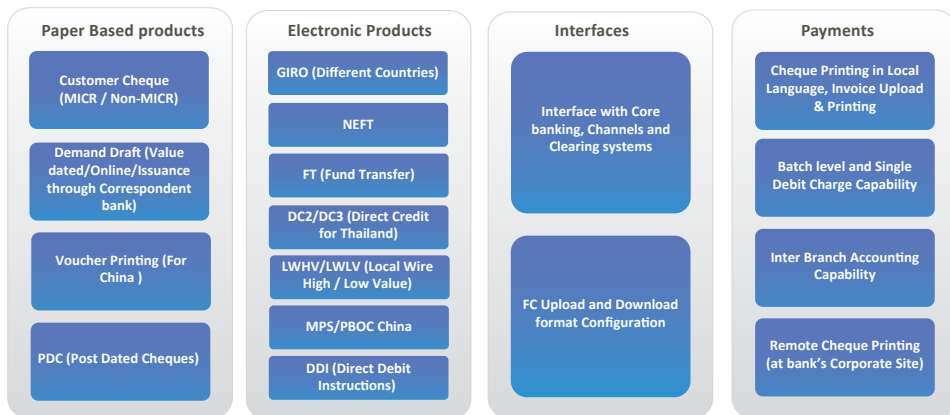 Paper Based products
Customer Cheque
(MICR / Non-MICR)
Demand Draft (Value
dated/Online/Issuance
through Correspondent
bank)
Voucher Printing (For
China )
PDC (Post Dated Cheques)
Electronic Products
GIRO (Different Countries)
NEFT
FT (Fund Transfer)
DC2/DC3 (Direct Credit
for Thailand)
LWHV/LWLV (Local Wire
High / Low Value)
MPS/PBOC China
DDI (Direct Debit
Instructions)
Interfaces
Interface with Core
banking, Channels and
Clearing systems
FC Upload and Download
format Configuration
Payments
Cheque Printing in Local
Language, Invoice Upload
& Printing
Batch level and Single
Debit Charge Capability
Inter Branch Accounting
Capability
Remote Cheque Printing
(at bank's Corporate Site)